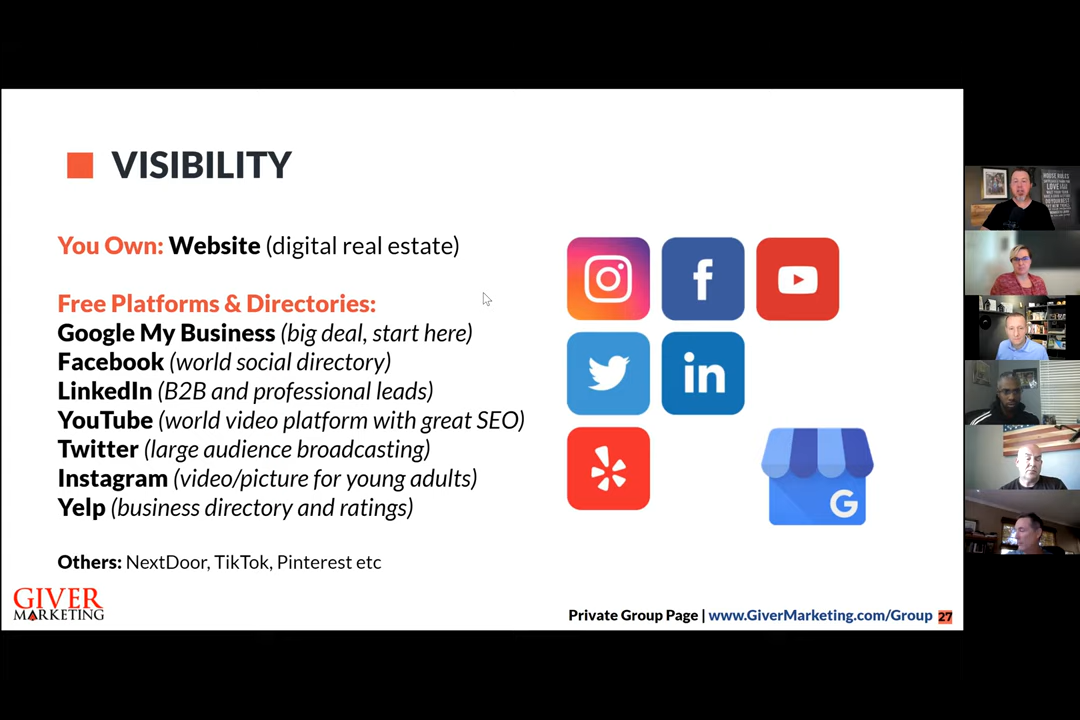 VISIBILITY
You Own: Website (digital real estate)
Free Platforms & Directories:
Google My Business (big deal, start here)
Facebook (world social directory)
LinkedIn (B2B and professional leads)
YouTube (world video platform with great SEO)
Twitter (large audience broadcasting)
Instagram (video/picture for young adults)
Yelp (business directory and ratings)
Others: NextDoor, TikTok, Pinterest etc
f
in
G
GIVER
MARKETING
Private Group Page | www.GiverMarketing.com/Group 27
HOUSE RULES